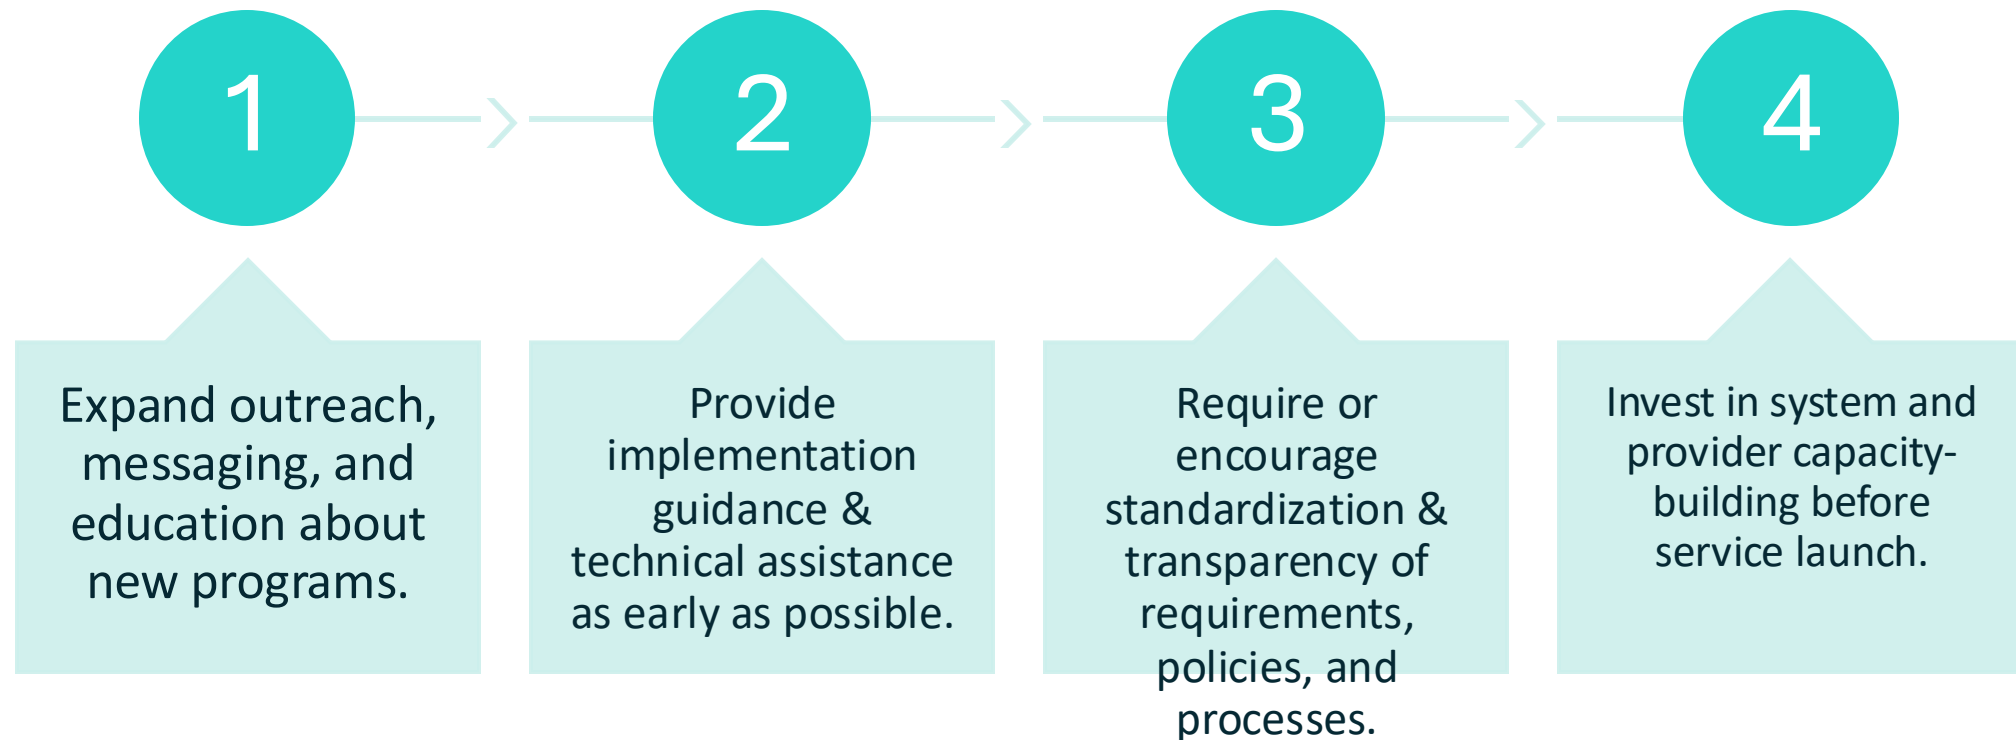 1
Expand outreach,
messaging, and
education about
new programs.
2
Provide
implementation
guidance &
technical assistance
as early as possible.
3
Require or
encourage
standardization &
transparency of
requirements,
policies, and
processes.
4
Invest in system and
provider capacity-
building before
service launch.